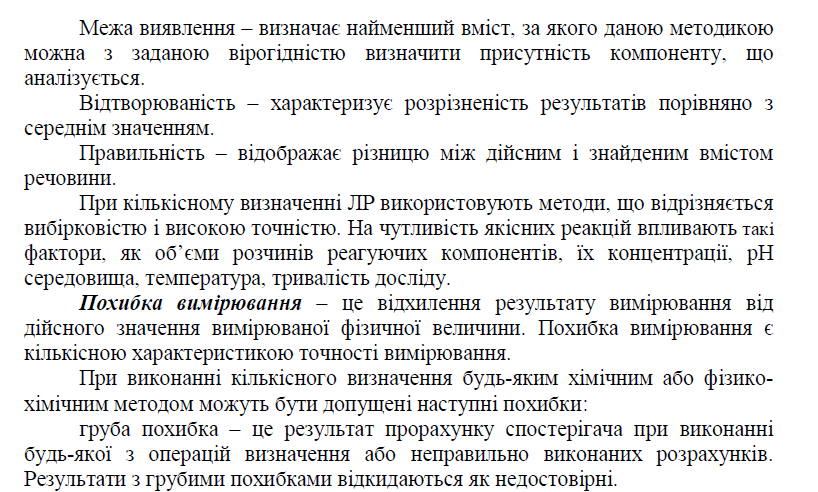 Межа виявлення – визначає найменший вміст, за якого даною методикою
можна з заданою вірогідністю визначити присутність компоненту, що
аналізується.
Відтворюваність – характеризує розрізненість результатів порівняно з
середнім значенням.
Правильність – відображає різницю між дійсним і знайденим вмістом
речовини.
При кількісному визначенні ЛР використовують методи, що відрізняється
вибірковістю і високою точністю. На чутливість якісних реакцій впливають такі
фактори, як об’єми розчинів реагуючих компонентів, їх концентрації, рН
середовища, температура, тривалість досліду.
Похибка вимірювання – це відхилення результату вимірювання від
дійсного значення вимірюваної фізичної величини. Похибка вимірювання є
кількісною характеристикою точності вимірювання.
При виконанні кількісного визначення будь-яким хімічним або фізико-
хімічним методом можуть бути допущені наступні похибки:
груба похибка – це результат прорахунку спостерігача при виконанні
будь-якої з операцій визначення або неправильно виконаних розрахунків.
Результати з грубими похибками відкидаються як недостовірні.